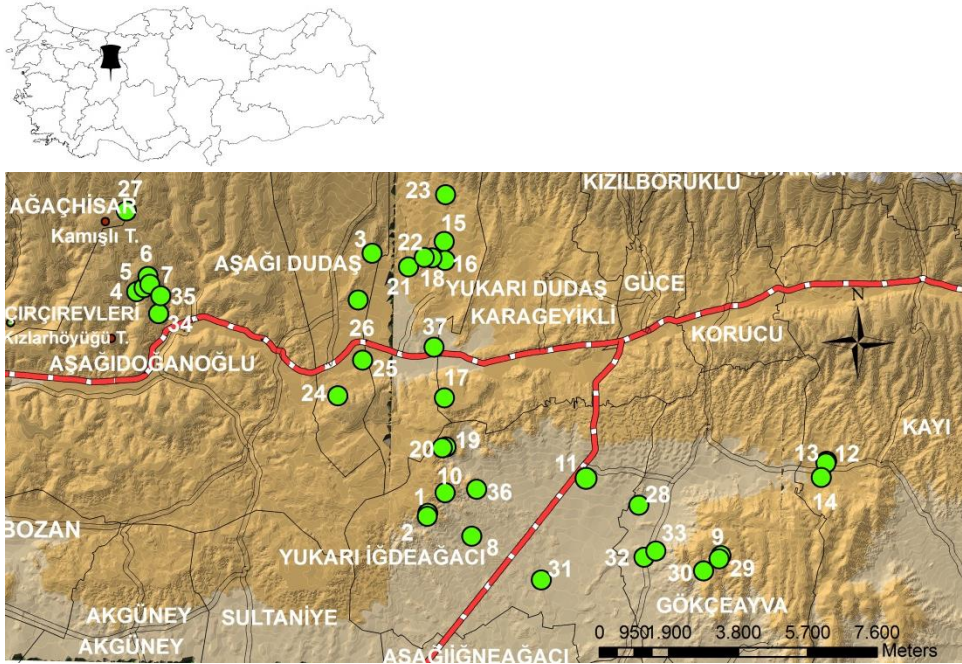 KIZILBÖRÜKLÜ
27
23
AĞAÇHİSAR
Kamışlı T.
15
6
3
22
AŞAĞI DUDAŞ
16
5
7
18
21
YUKARI DUDAŞ
GÜCE
4
35
N
ÇIRÇIREVLERİ
34
KARAGEYİKLİ
Kızlarhöyüğü T.
26
37
KORUCU
AŞAĞIDOĞANOĞLU
25
24
17
KAYI
20
19
13
12
11
10
36
14
1
28
2
BOZAN
YUKARI İĞDEAĞACI
8
33
9
32
29
31
30
GÖKÇEAYVA
AKGÜNEY
SULTANİYE
0 950 1.900 3.800 5.700 7.600
AKGÜNEY
Meters
AŞAĞIİĞNEAĞACI